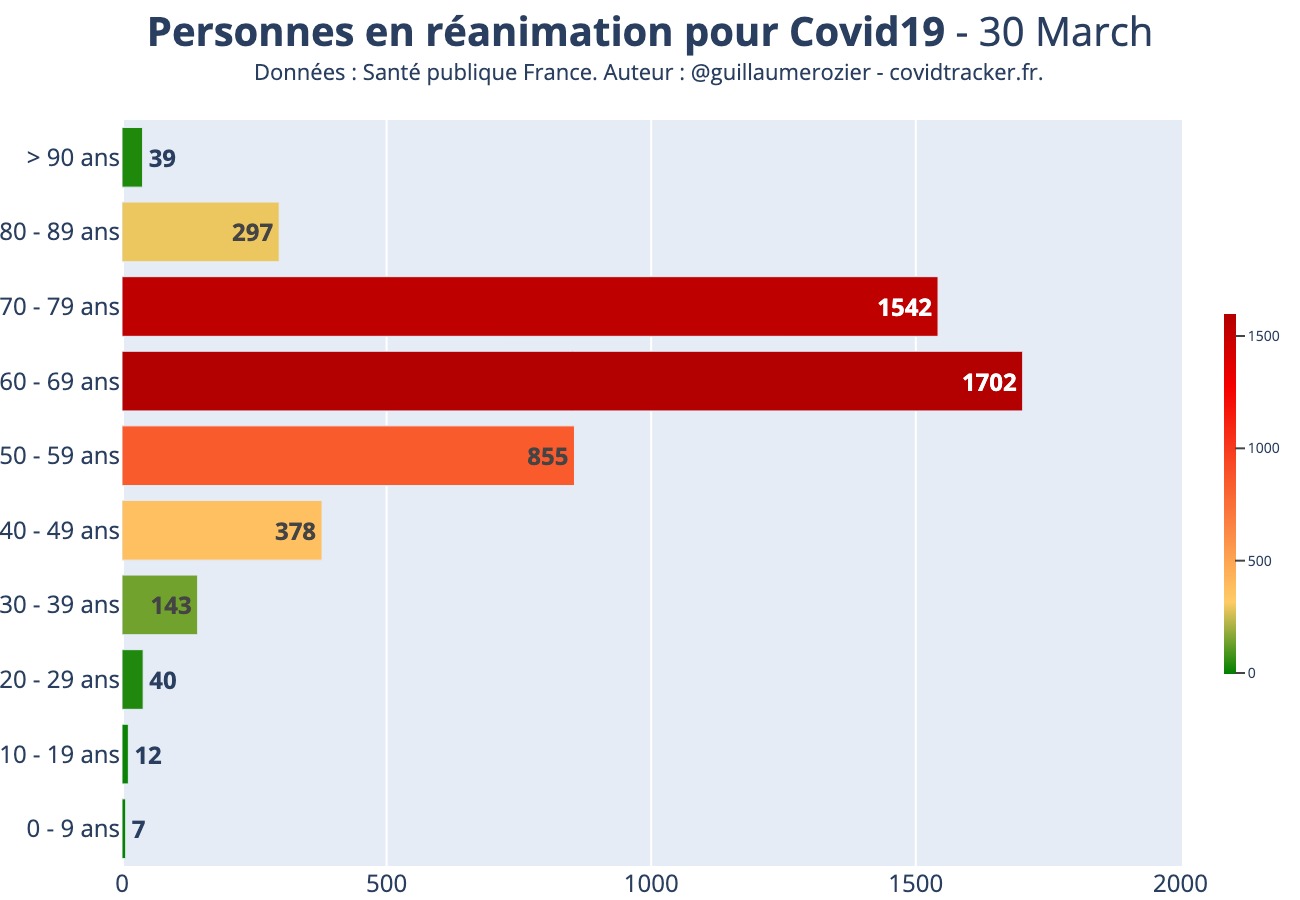 Personnes en réanimation pour Covid19 - 30 March
Données : Santé publique France. Auteur : @guillaumerozier - covidtracker.fr.
> 90 ans 39
80 - 89 ans 297
70 - 79 ans 1542
60 - 69 ans 1702
50 - 59 ans 855
40 - 49 ans 378
30 - 39 ans 143
20 - 29 ans 40
10 - 19 ans 12
0 - 9 ans 7
0 500 1000 1500 2000
1500
1000
500
0